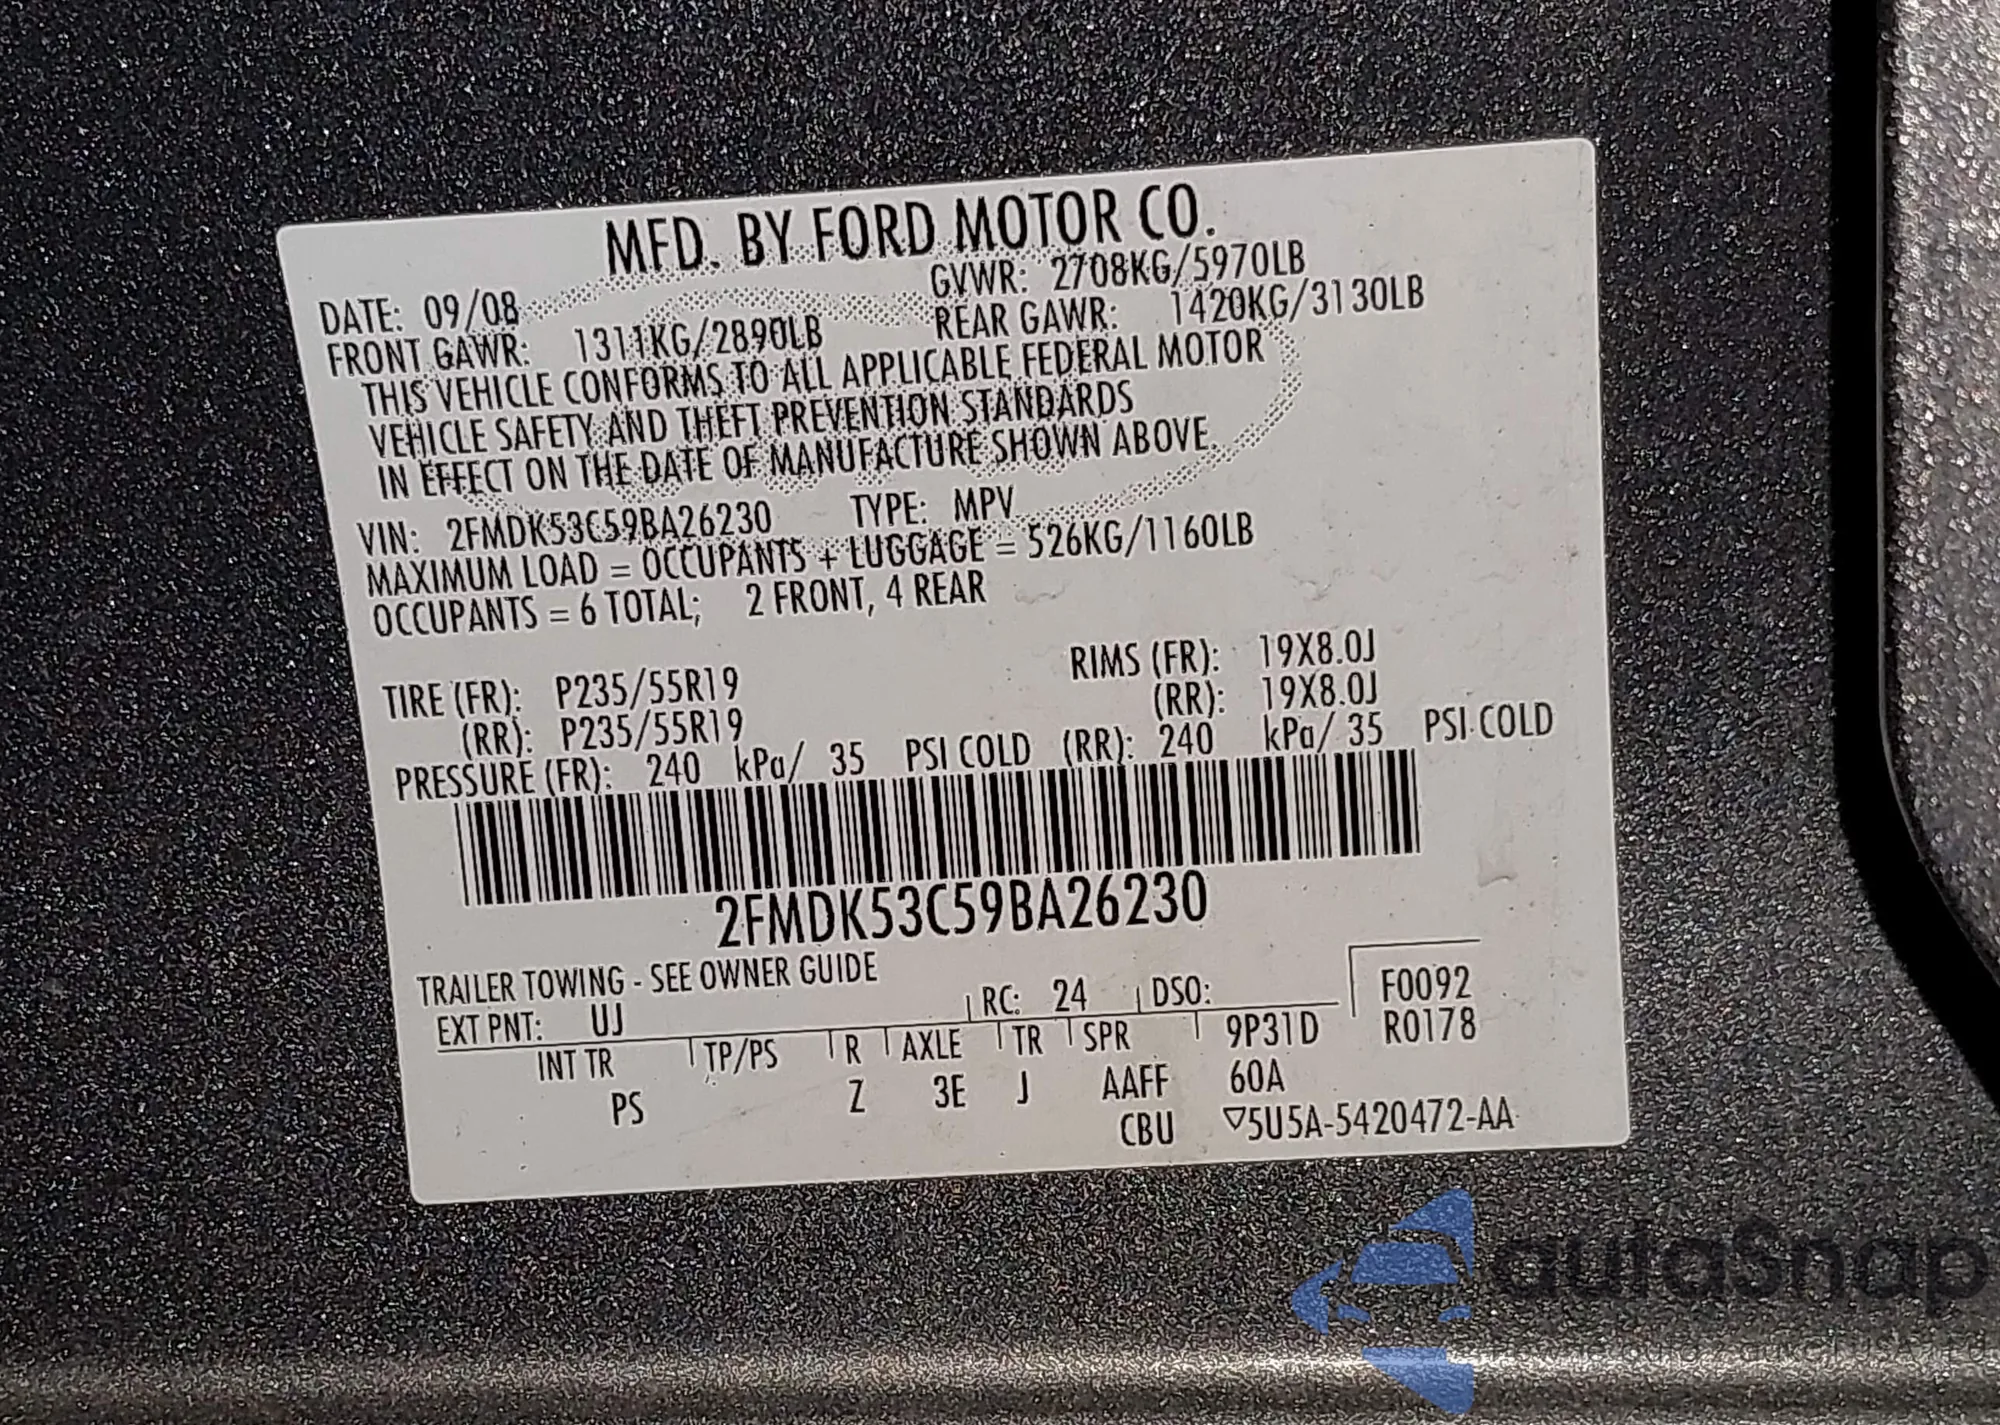 MFD. BY FORD MOTOR CO.
DATE: 09/08 GVWR: 2708KG/5970LB
FRONT GAWR: 1311KG/2890LB REAR GAWR: 1420KG/3130LB
THIS VEHICLE CONFORMS TO ALL APPLICABLE FEDERAL MOTOR
VEHICLE SAFETY AND THEFT PREVENTION STANDARDS
IN EFFECT ON THE DATE OF MANUFACTURE SHOWN ABOVE.
VIN: 2FMDK53C59BA26230 TYPE: MPV
MAXIMUM LOAD = OCCUPANTS + LUGGAGE = 526KG/1160LB
OCCUPANTS = 6 TOTAL; 2 FRONT, 4 REAR
TIRE (FR): P235/55R19 RIMS (FR): 19X8.0J
(RR): P235/55R19 (RR): 19X8.0J
PRESSURE (FR): 240 kPa/ 35 PSI COLD (RR): 240 kPa/ 35 PSI COLD
2FMDK53C59BA26230
TRAILER TOWING - SEE OWNER GUIDE
EXT PNT: UJ RC: 24 DSO: F0092
INT TR TP/PS R AXLE TR SPR 9P31D R0178
PS Z 3E J AAFF 60A
CBU ▽5U5A-5420472-AA